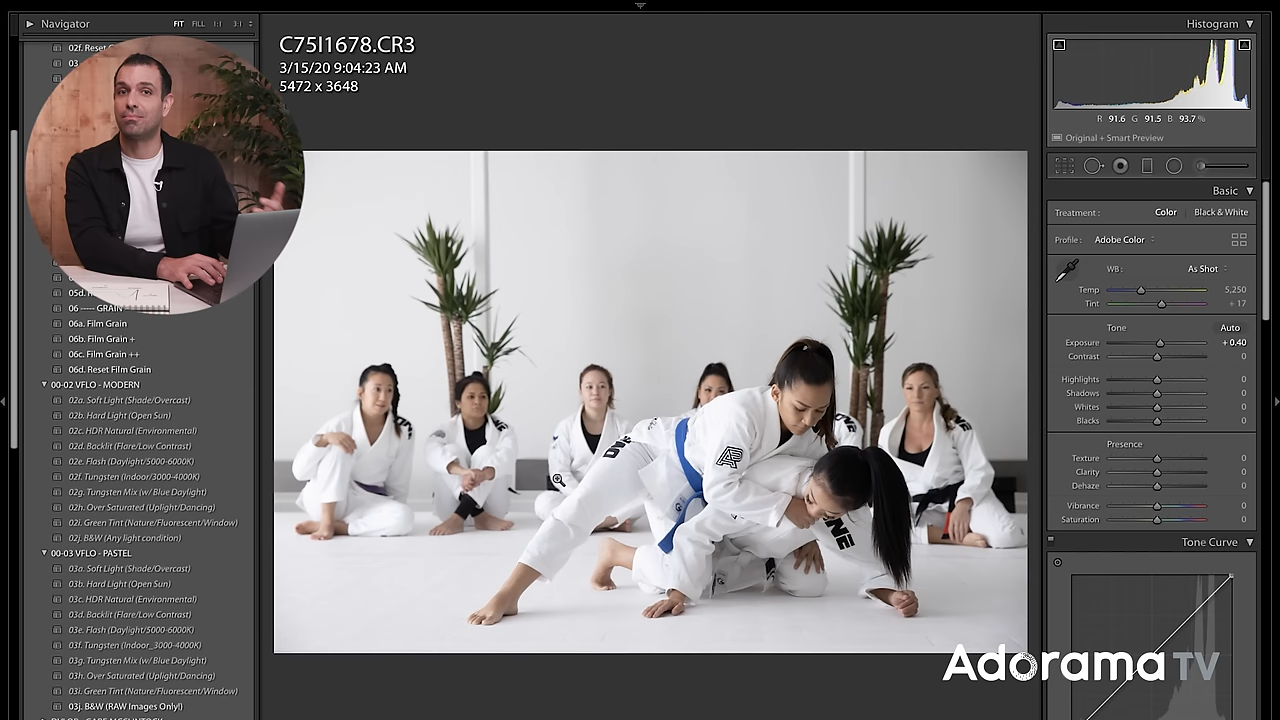 Navigator
FIT FILL 1:1 3:1
02f. Reset
03
05d.
06 ----- GRAIN
06a. Film Grain
06b. Film Grain +
06c. Film Grain ++
06d. Reset Film Grain
00-02 VFLO - MODERN
02a. Soft Light (Shade/Overcast)
02b. Hard Light (Open Sun)
02c. HDR Natural (Environmental)
02d. Backlit (Flare/Low Contrast)
02e. Flash (Daylight/5000-6000K)
02f. Tungsten (Indoor/3000-4000K)
02g. Tungsten Mix (w/ Blue Daylight)
02h. Over Saturated (Uplight/Dancing)
02i. Green Tint (Nature/Fluorescent/Window)
02j. B&W (Any light condition)
00-03 VFLO - PASTEL
03a. Soft Light (Shade/Overcast)
03b. Hard Light (Open Sun)
03c. HDR Natural (Environmental)
03d. Backlit (Flare/Low Contrast)
03e. Flash (Daylight/5000-6000K)
03f. Tungsten (Indoor_3000-4000K)
03g. Tungsten Mix (w/ Blue Daylight)
03h. Over Saturated (Uplight/Dancing)
03i. Green Tint (Nature/Fluorescent/Window)
03j. B&W (RAW Images Only!)
C75I1678.CR3
3/15/20 9:04:23 AM
5472 x 3648
ONE
Histogram
R 91.6 G 91.5 B 93.7 %
Original + Smart Preview
Basic
Treatment : Color Black & White
Profile : Adobe Color
WB : As Shot
Temp 5,250
Tint + 17
Tone Auto
Exposure + 0.40
Contrast 0
Highlights 0
Shadows 0
Whites 0
Blacks 0
Presence
Texture 0
Clarity 0
Dehaze 0
Vibrance 0
Saturation 0
Tone Curve
Adorama TV